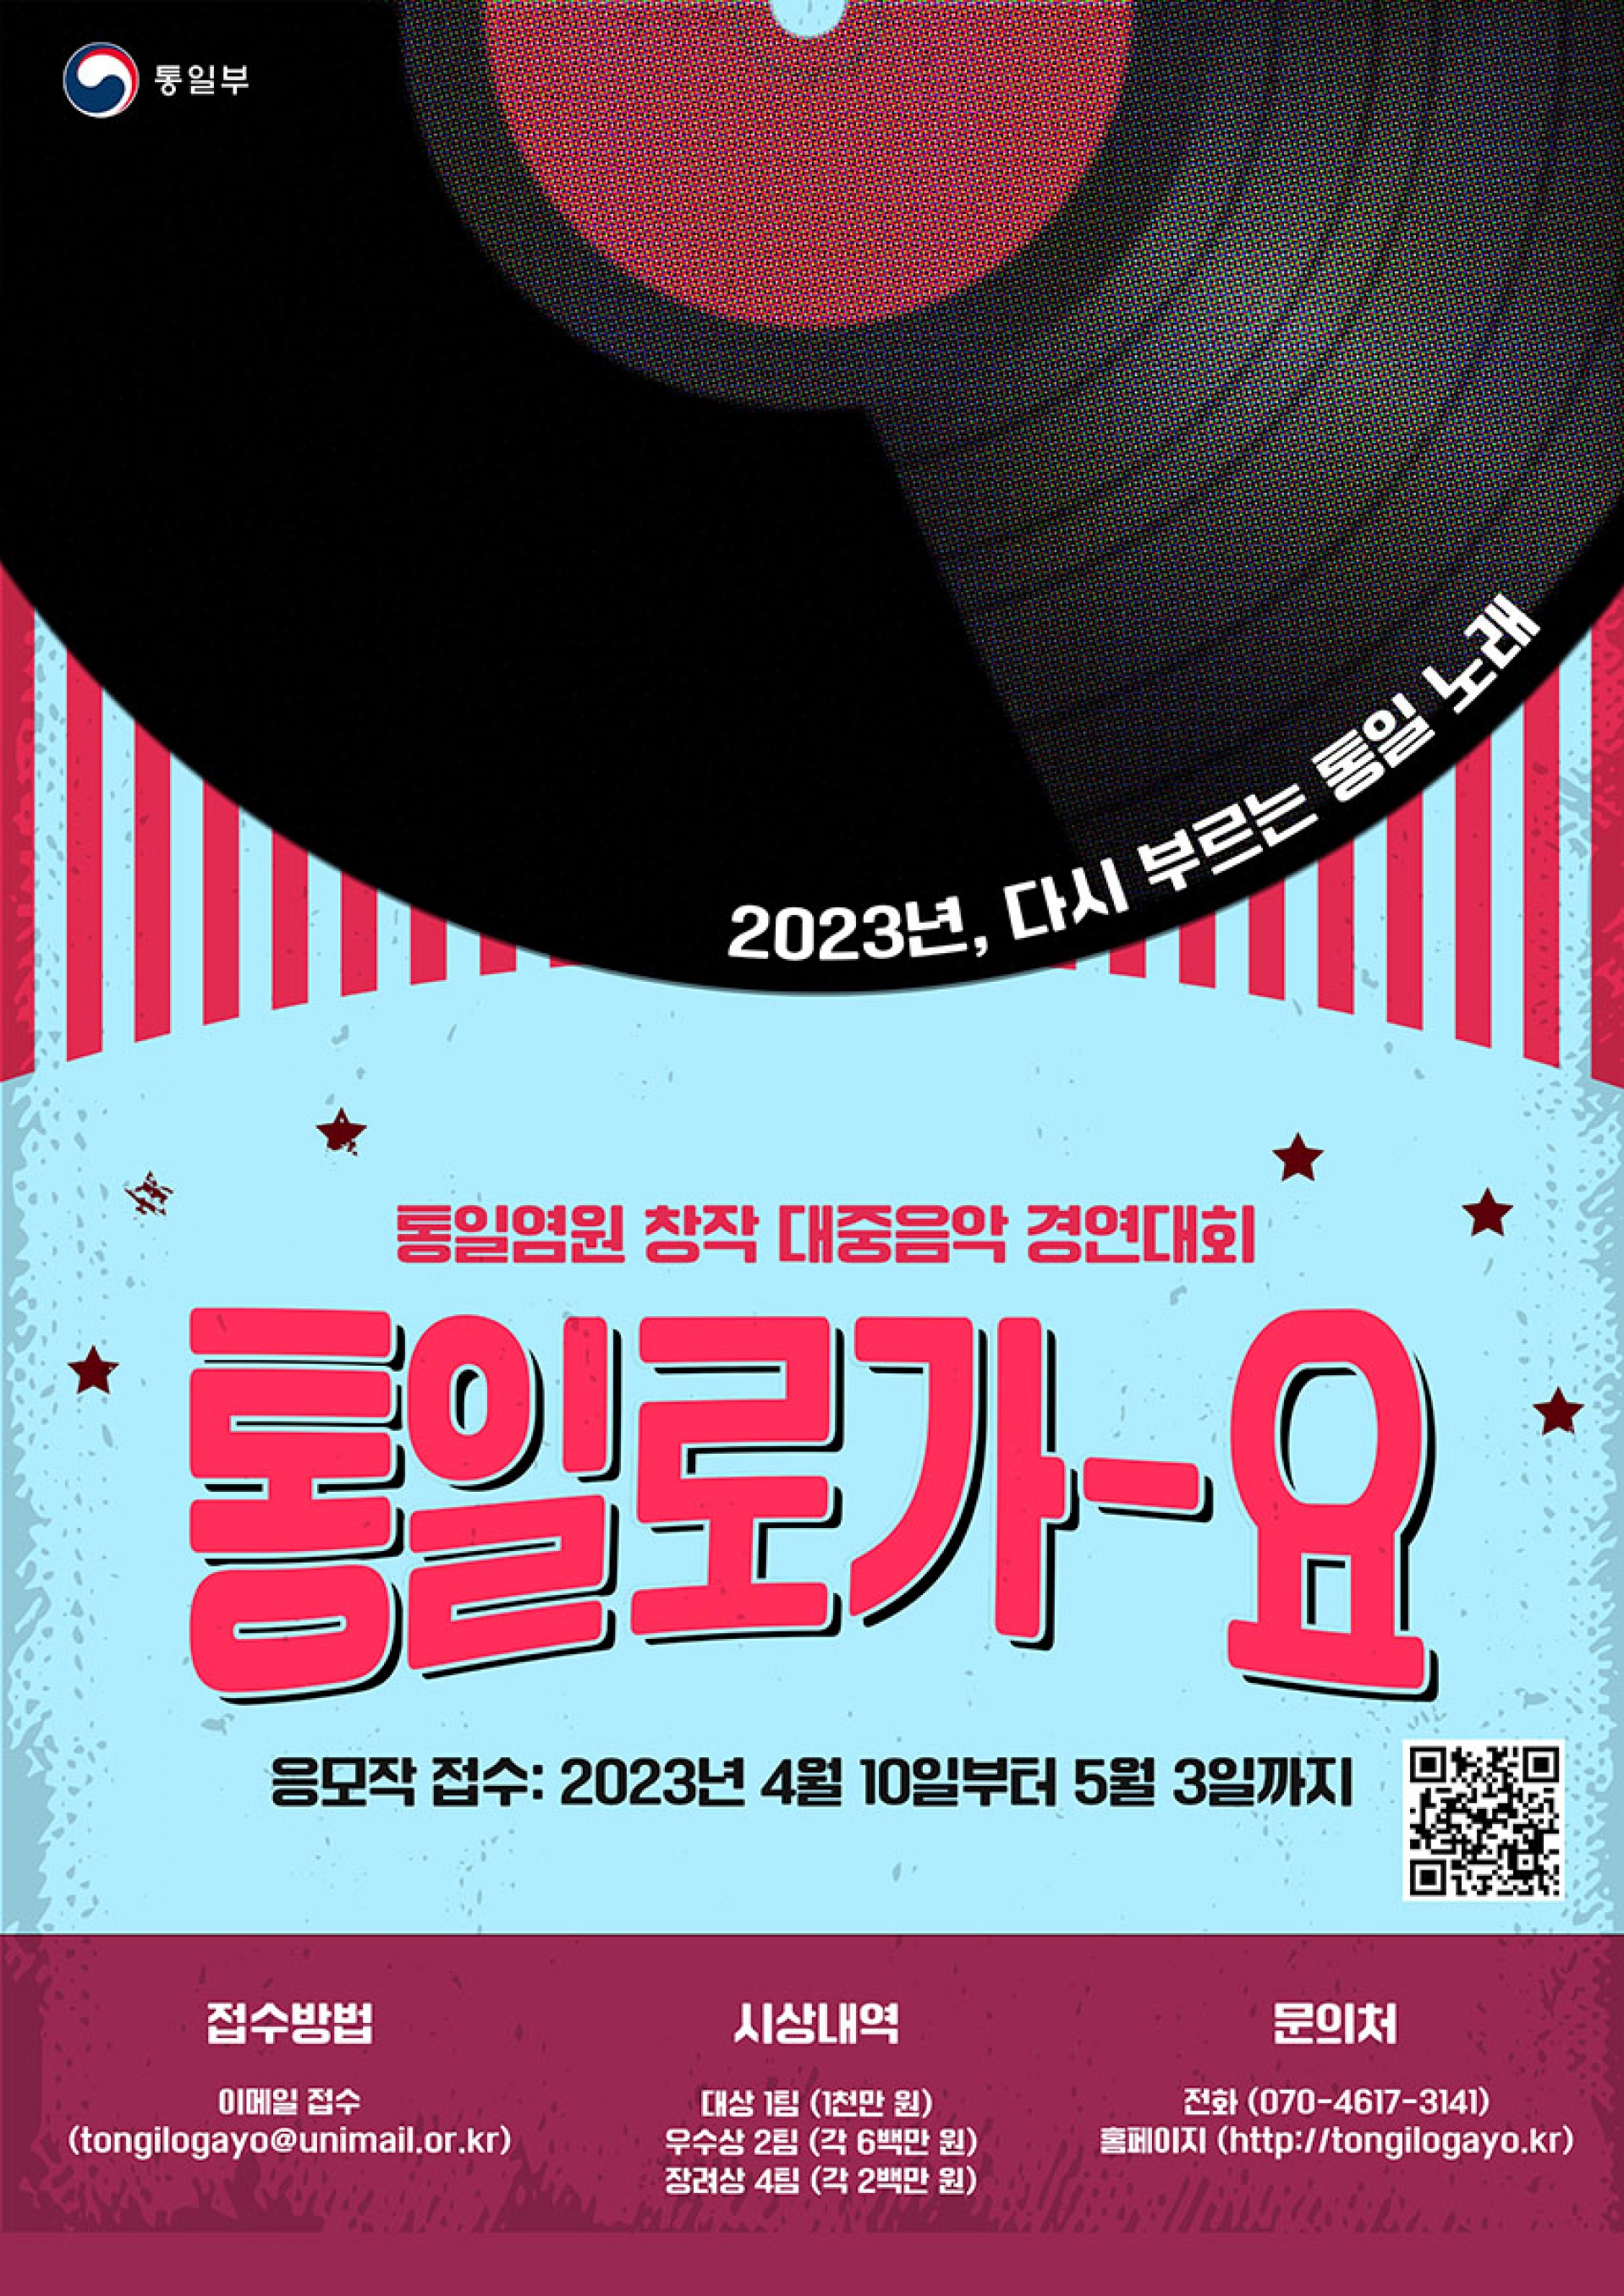 통일부
2023년, 다시 부르는 통일 노래
통일염원 창작 대중음악 경연대회
통일로가-요
응모작 접수: 2023년 4월 10일부터 5월 3일까지
접수방법
이메일 접수
(tongilogayo@unimail.or.kr)
시상내역
대상 1팀 (1천만 원)
우수상 2팀 (각 6백만 원)
장려상 4팀 (각 2백만 원)
문의처
전화 (070-4617-3141)
홈페이지 (http://tongilogayo.kr)